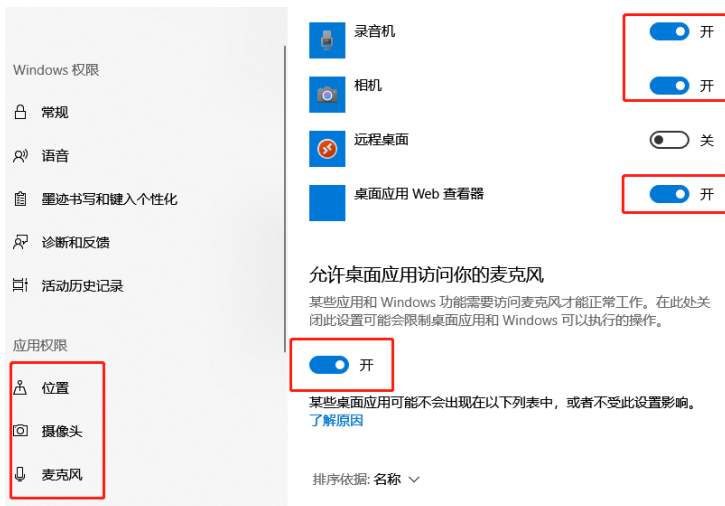 Windows 权限
常规
语音
墨迹书写和键入个性化
诊断和反馈
活动历史记录
应用权限
位置
摄像头
麦克风
录音机
开
相机
开
远程桌面
关
桌面应用 Web 查看器
开
允许桌面应用访问你的麦克风
某些应用和 Windows 功能需要访问麦克风才能正常工作。在此处关
闭此设置可能会限制桌面应用和 Windows 可以执行的操作。
开
某些桌面应用可能不会出现在以下列表中，或者不受此设置影响。
了解原因
排序依据: 名称